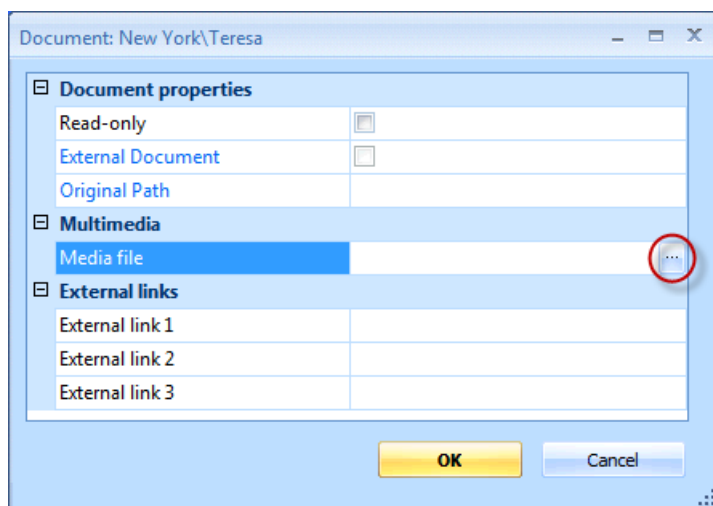 Document: New York\Teresa
Document properties
Read-only
External Document
Original Path
Multimedia
Media file ...
External links
External link 1
External link 2
External link 3
OK Cancel